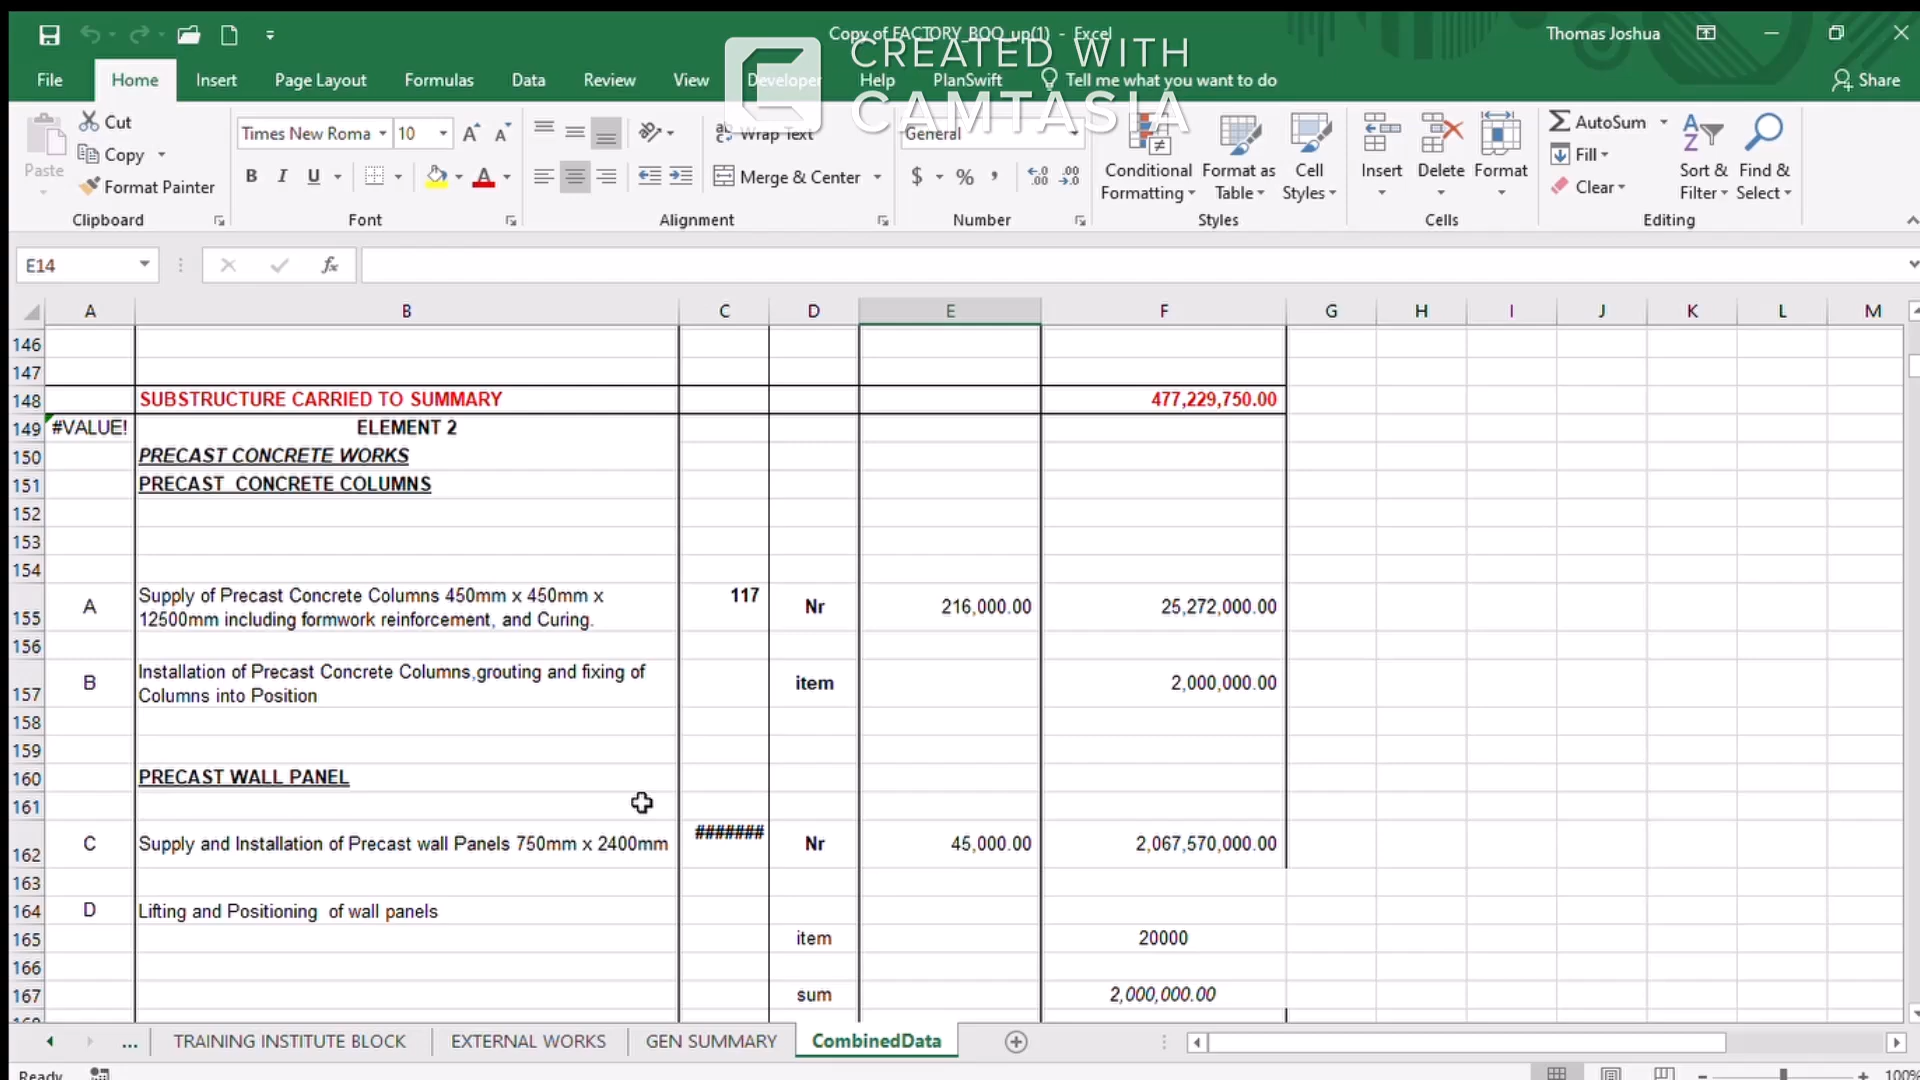 Copy of FACTORY_BOQ_up(1) - Excel
Thomas Joshua
CREATED WITH
CAMTASIA
File Home Insert Page Layout Formulas Data Review View Developer Help PlanSwift Tell me what you want to do Share
Paste
Cut
Copy
Format Painter
Clipboard
Times New Roma 10
B I U
Font
Wrap Text
Merge & Center
Alignment
General
$ % ,
Number
Conditional Formatting
Format as Table
Cell Styles
Styles
Insert Delete Format
Cells
AutoSum
Fill
Clear
Sort & Filter
Find & Select
Editing
E14 fx
A B C D E F G H I J K L M
146
147
148 SUBSTRUCTURE CARRIED TO SUMMARY 477,229,750.00
149 #VALUE! ELEMENT 2
150 PRECAST CONCRETE WORKS
151 PRECAST CONCRETE COLUMNS
152
153
154
155 A Supply of Precast Concrete Columns 450mm x 450mm x
12500mm including formwork reinforcement, and Curing. 117 Nr 216,000.00 25,272,000.00
156
157 B Installation of Precast Concrete Columns,grouting and fixing of
Columns into Position item 2,000,000.00
158
159
160 PRECAST WALL PANEL
161
162 C Supply and Installation of Precast wall Panels 750mm x 2400mm ####### Nr 45,000.00 2,067,570,000.00
163
164 D Lifting and Positioning of wall panels
165 item 20000
166
167 sum 2,000,000.00
... TRAINING INSTITUTE BLOCK EXTERNAL WORKS GEN SUMMARY CombinedData
Ready 100%